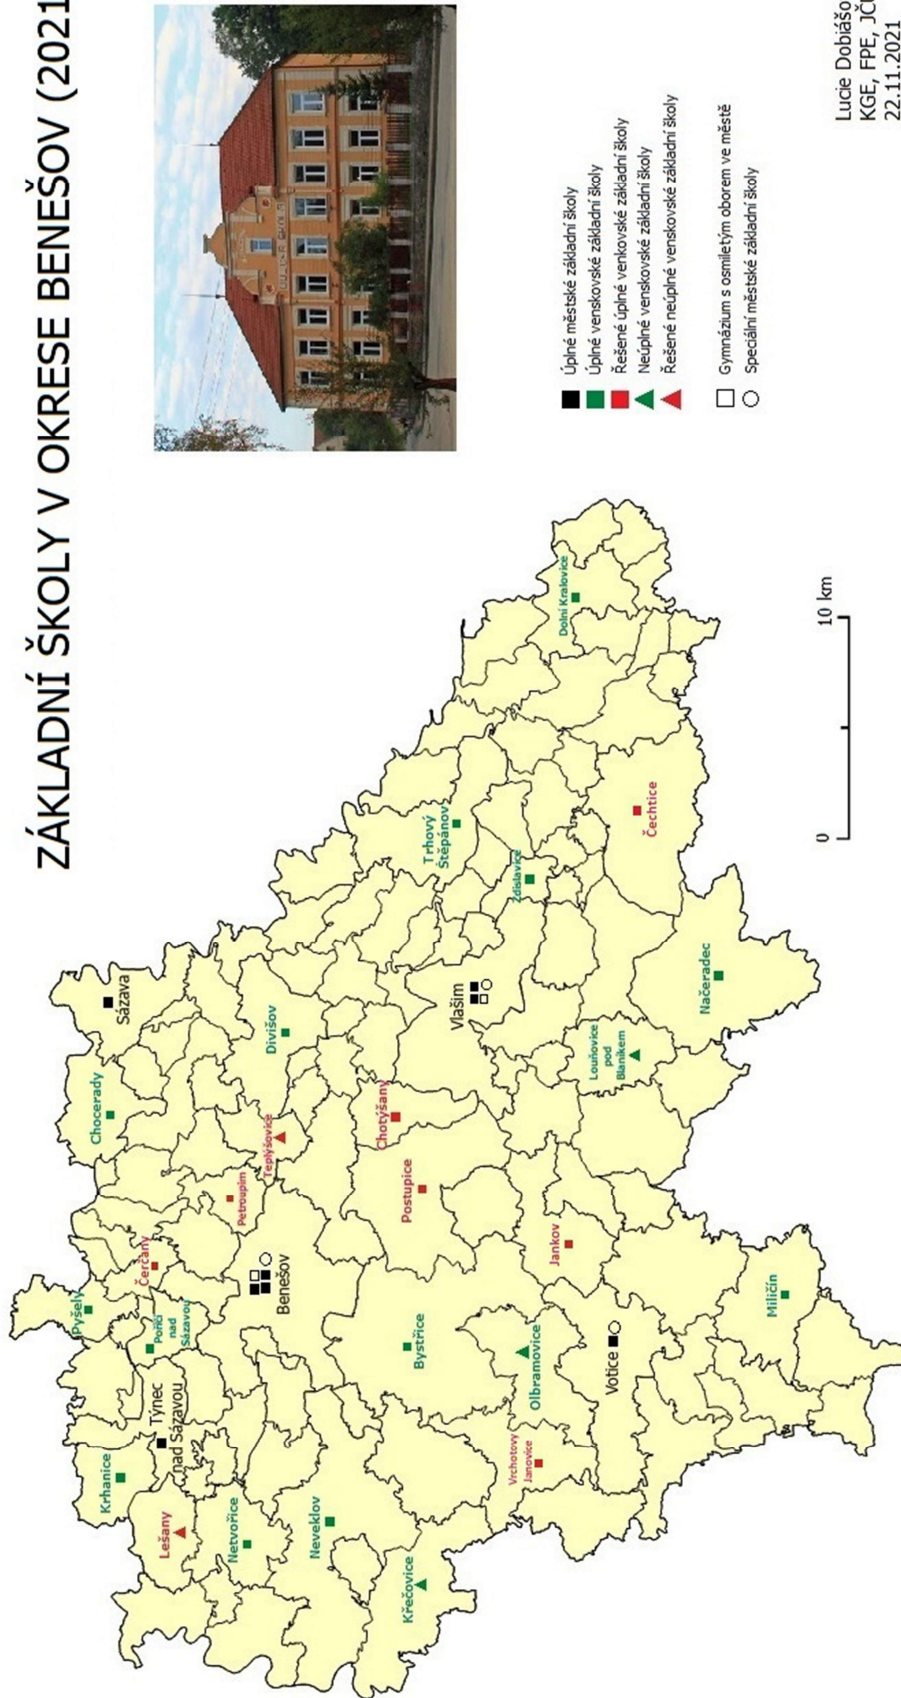 ZÁKLADNÍ ŠKOLY V OKRESE BENEŠOV (2021
Úplné městské základní školy
Úplné venskovské základní školy
Řešené úplné venkovské základní školy
Neúplné venskovské základní školy
Řešené neúplné venskovské základní školy
Gymnázium s osmiletým oborem ve městě
Speciální městské základní školy
Pyšely
Chocerady
Sázava
Krhanice
Čerčany
Poříčí
nad
Sázavou
Týnec
nad Sázavou
Lešany
Petroupim
Netvořice
Teplýšovice
Divišov
Benešov
Neveklov
Chotýšany
Křečovice
Bystřice
Postupice
Trhový
Štěpánov
Vlašim
Zdislavice
Vrchotovy
Janovice
Olbramovice
Jankov
Dolní Kralovice
Louňovice
pod
Blaníkem
Votice
Čechtice
Načeradec
Miličín
0
10 km
Lucie Dobiášo
KGE, FPE, JČU
22.11.2021